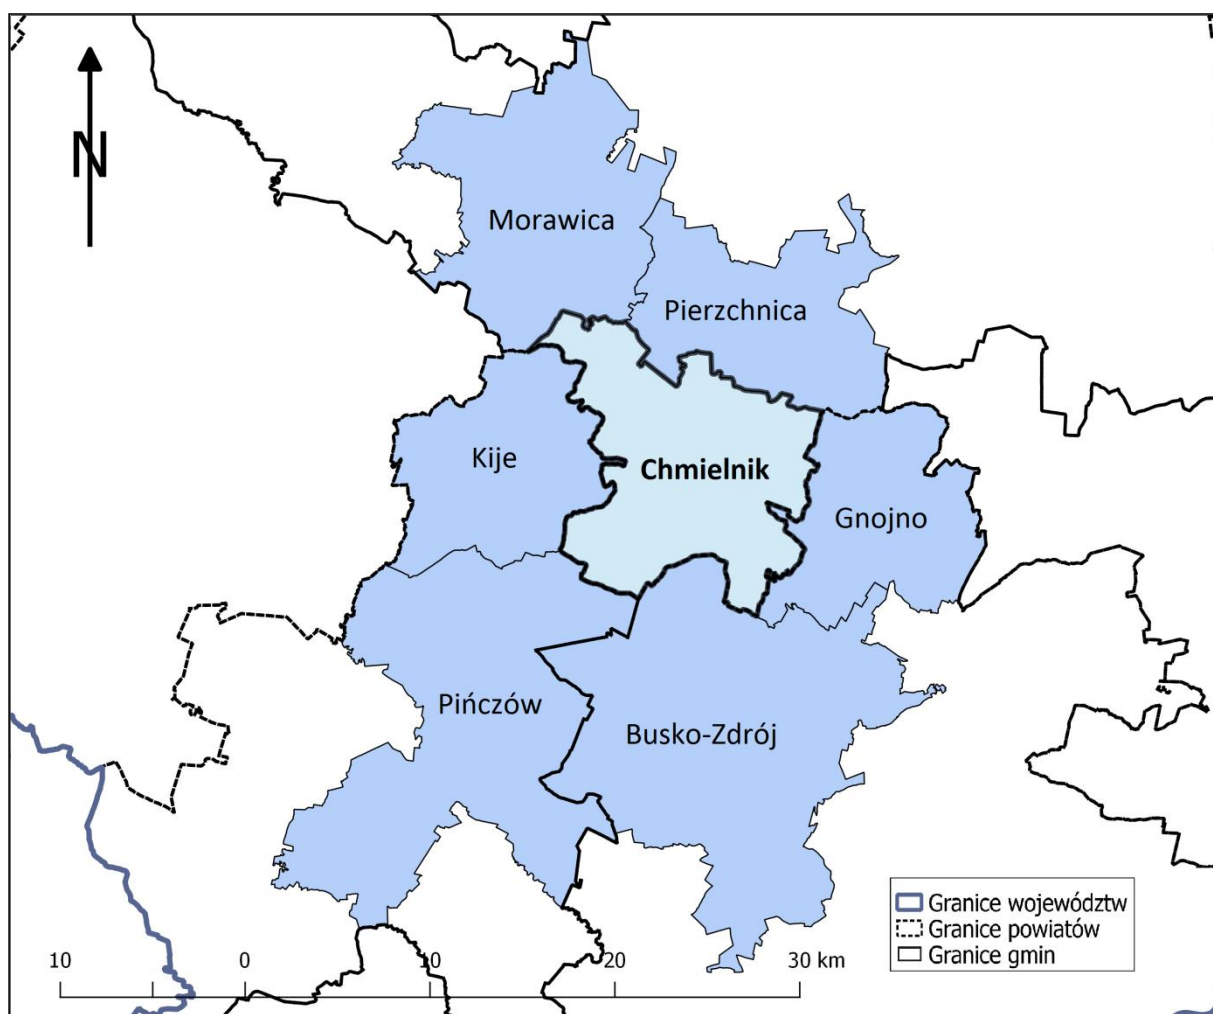 N
Morawica
Pierzchnica
Kije
Chmielnik
Gnojno
Pińczów
Busko-Zdrój
Granice województw
Granice powiatów
Granice gmin
10 0 10 20 30 km